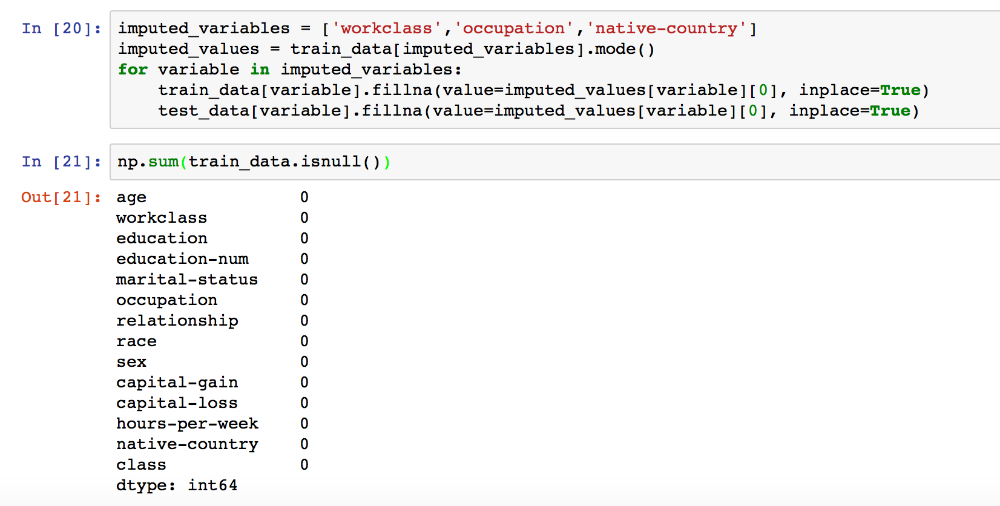 In [20]: imputed_variables = ['workclass','occupation','native-country']
imputed_values = train_data[imputed_variables].mode()
for variable in imputed_variables:
    train_data[variable].fillna(value=imputed_values[variable][0], inplace=True)
    test_data[variable].fillna(value=imputed_values[variable][0], inplace=True)
In [21]: np.sum(train_data.isnull())
Out[21]: age 0
workclass 0
education 0
education-num 0
marital-status 0
occupation 0
relationship 0
race 0
sex 0
capital-gain 0
capital-loss 0
hours-per-week 0
native-country 0
class 0
dtype: int64